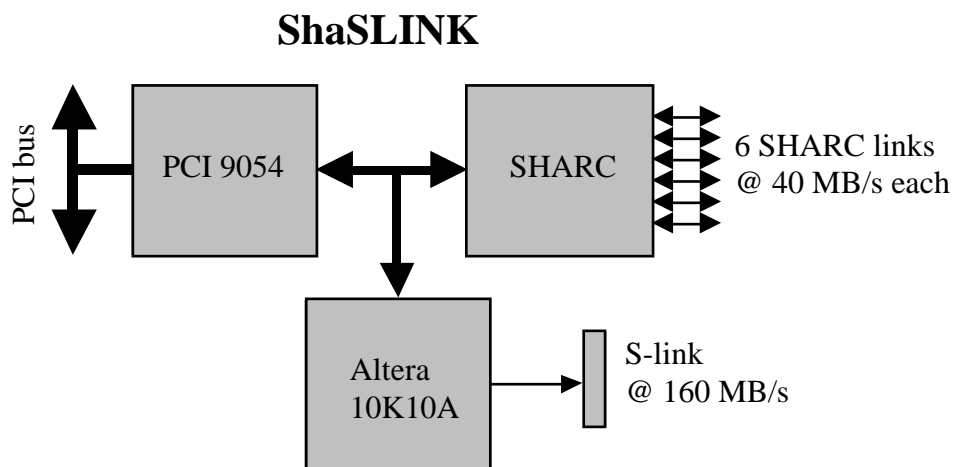 ShaSLINK
PCI bus
PCI 9054
SHARC
6 SHARC links
@ 40 MB/s each
Altera
10K10A
S-link
@ 160 MB/s